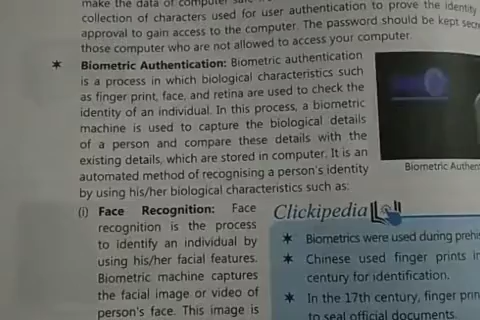 make the data of computer
collection of characters used for user authentication to prove the identity
approval to gain access to the computer. The password should be kept
those computer who are not allowed to access your computer.
* Biometric Authentication: Biometric authentication
is a process in which biological characteristics such
as finger print, face, and retina are used to check the
identity of an individual. In this process, a biometric
machine is used to capture the biological details
of a person and compare these details with the
existing details, which are stored in computer. It is an
automated method of recognising a person's identity
by using his/her biological characteristics such as:
Biometric
(i) Face Recognition: Face
recognition is the process
to identify an individual by
using his/her facial features.
Biometric machine captures
the facial image or video of
person's face. This image is
Clickipedia
* Biometrics were used during
* Chinese used finger prints in
century for identification.
* In the 17th century, finger
to seal official documents.